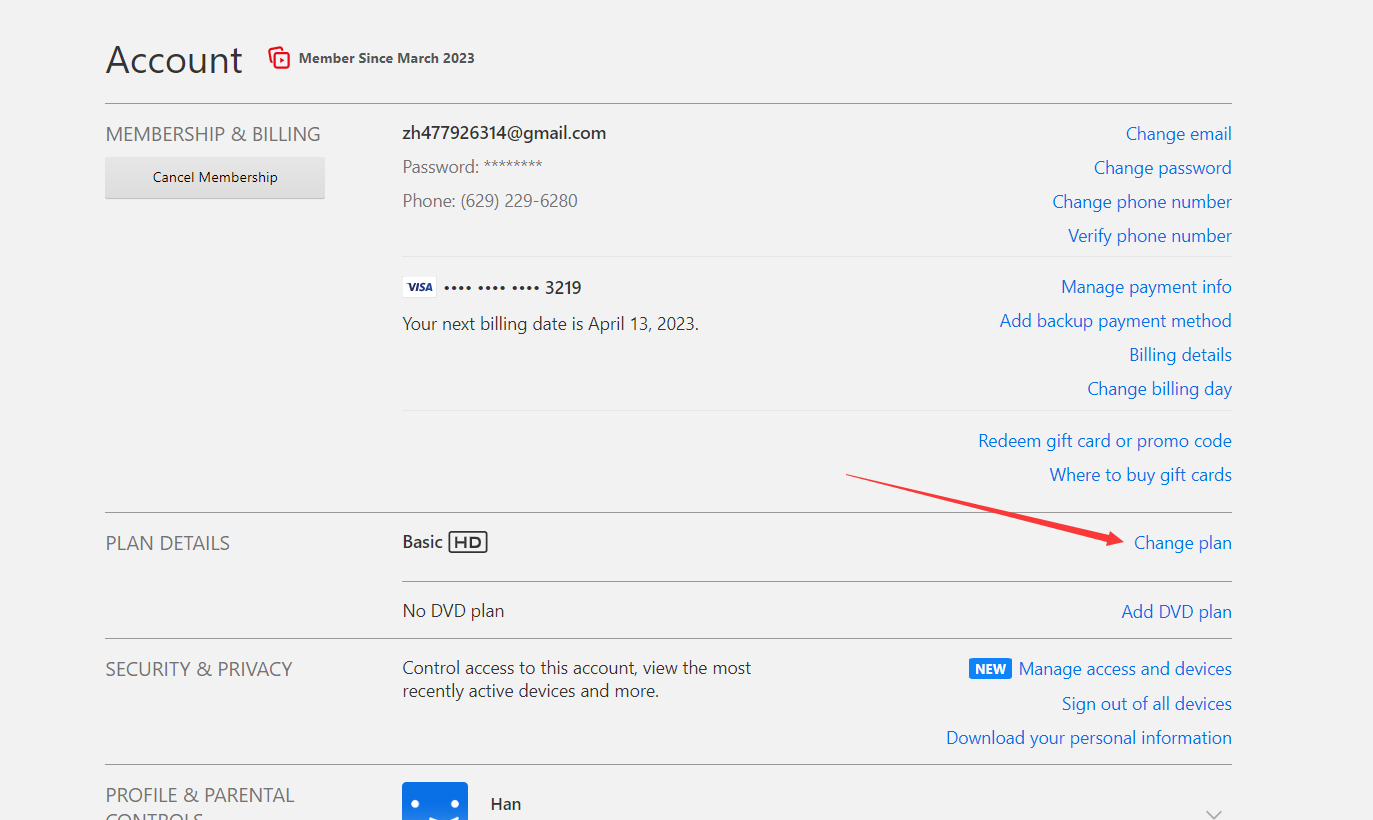 Account
Member Since March 2023
MEMBERSHIP & BILLING
Cancel Membership
zh477926314@gmail.com
Change email
Password: ********
Change password
Phone: (629) 229-6280
Change phone number
Verify phone number
VISA •••• •••• •••• 3219
Manage payment info
Your next billing date is April 13, 2023.
Add backup payment method
Billing details
Change billing day
Redeem gift card or promo code
Where to buy gift cards
PLAN DETAILS
Basic HD
Change plan
No DVD plan
Add DVD plan
SECURITY & PRIVACY
Control access to this account, view the most
recently active devices and more.
NEW Manage access and devices
Sign out of all devices
Download your personal information
PROFILE & PARENTAL
CONTROLS
Han